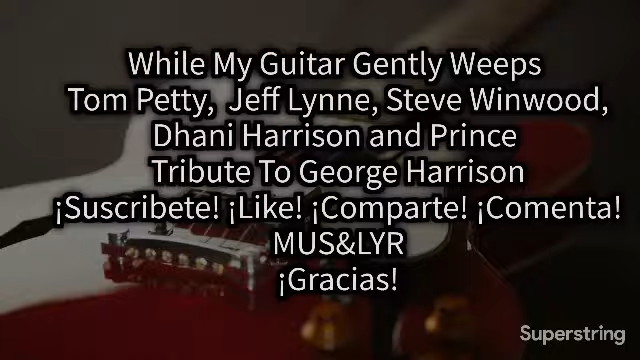 While My Guitar Gently Weeps
Tom Petty,  Jeff Lynne, Steve Winwood,
Dhani Harrison and Prince
Tribute To George Harrison
¡Suscribete! ¡Like! ¡Comparte! ¡Comenta!
MUS&LYR
¡Gracias!
Superstring